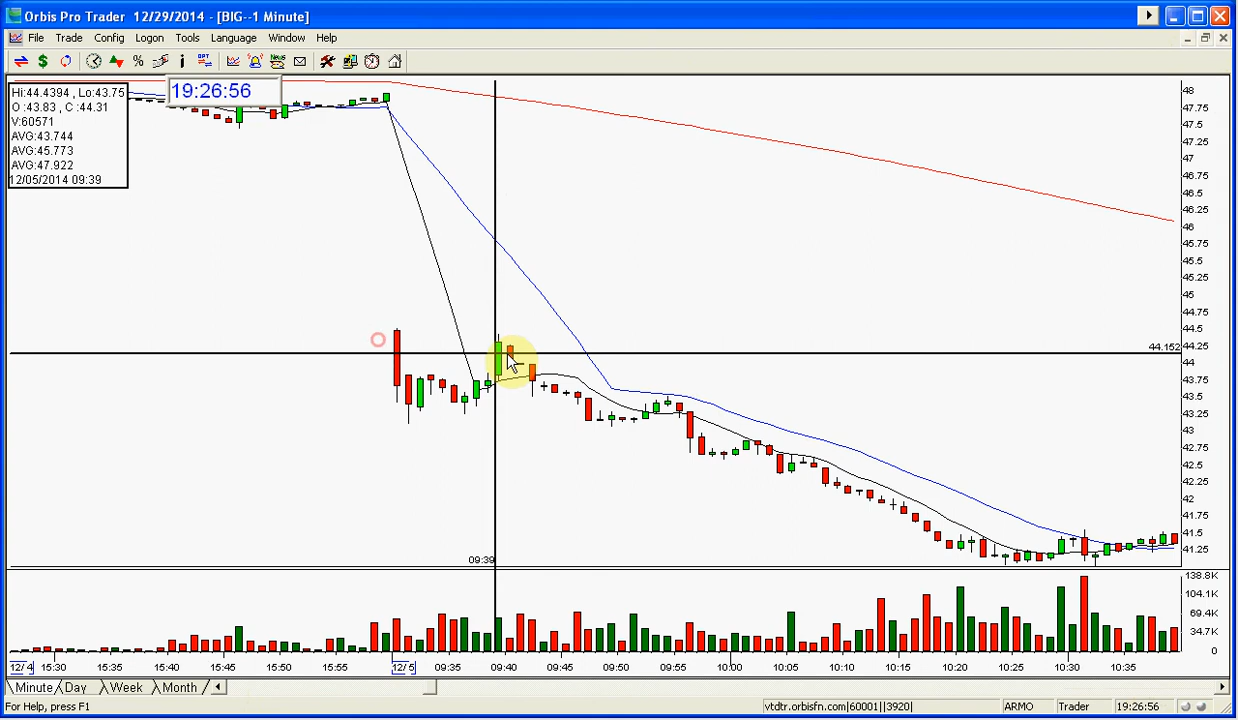 Orbis Pro Trader 12/29/2014 - [BIG--1 Minute]
File Trade Config Logon Tools Language Window Help
OPT News
19:26:56
Hi:44.4394 , Lo:43.75
O :43.83 , C :44.31
V:60571
AVG:43.744
AVG:45.773
AVG:47.922
12/05/2014 09:39
48
47.75
47.5
47.25
47
46.75
46.5
46.25
46
45.75
45.5
45.25
45
44.75
44.5
44.152
44.25
44
43.75
43.5
43.25
43
42.75
42.5
42.25
42
41.75
41.5
41.25
09:39
138.8K
104.1K
69.4K
34.7K
0
12/4 15:30 15:35 15:40 15:45 15:50 15:55 12/5 09:35 09:40 09:45 09:50 09:55 10:00 10:05 10:10 10:15 10:20 10:25 10:30 10:35
Minute Day Week Month
For Help, press F1 vtdtr.orbisfn.com|60001||3920| ARMO Trader 19:26:56